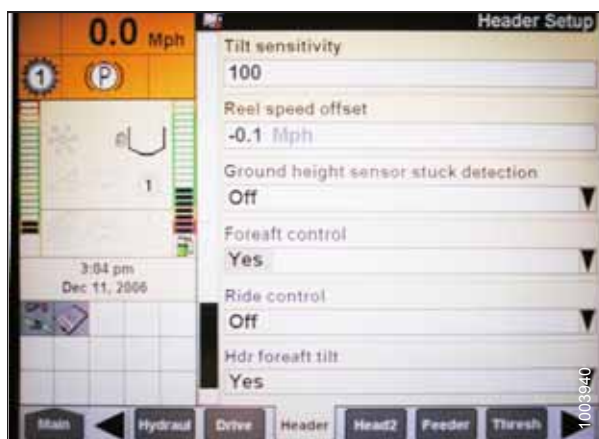 0.0 Mph
Header Setup
Tilt sensitivity
100
Reel speed offset
-0.1 Mph
Ground height sensor stuck detection
Off
Foreaft control
Yes
Ride control
Off
Hdr foreaft tilt
Yes
1
(P)
1
3:04 pm
Dec 11, 2006
Main
Hydraul
Drive
Header
Head2
Feeder
Thresh
1003940